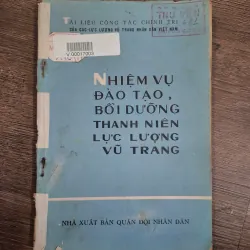 TÀI LIỆU CÔNG TÁC CHÍNH TRỊ
CỦA CÁC LỰC LƯỢNG VŨ TRANG NHÂN DÂN VIỆT NAM
NHIỆM VỤ
ĐÀO TẠO,
BỒI DƯỠNG
THANH NIÊN
LỰC LƯỢNG
VŨ TRANG
NHÀ XUẤT BẢN QUÂN ĐỘI NHÂN DÂN